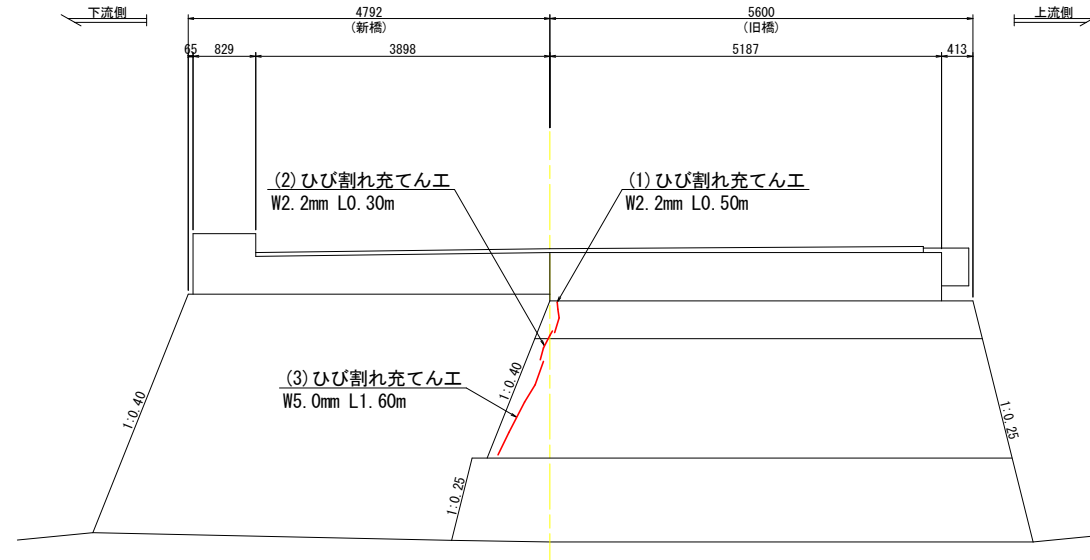 下流側
4792
(新橋)
5600
(旧橋)
上流側
65
829
3898
5187
413
(2)ひび割れ充てん工
W2.2mm L0.30m
(1)ひび割れ充てん工
W2.2mm L0.50m
(3)ひび割れ充てん工
W5.0mm L1.60m
1:0.40
1:0.40
1:0.25
1:0.25